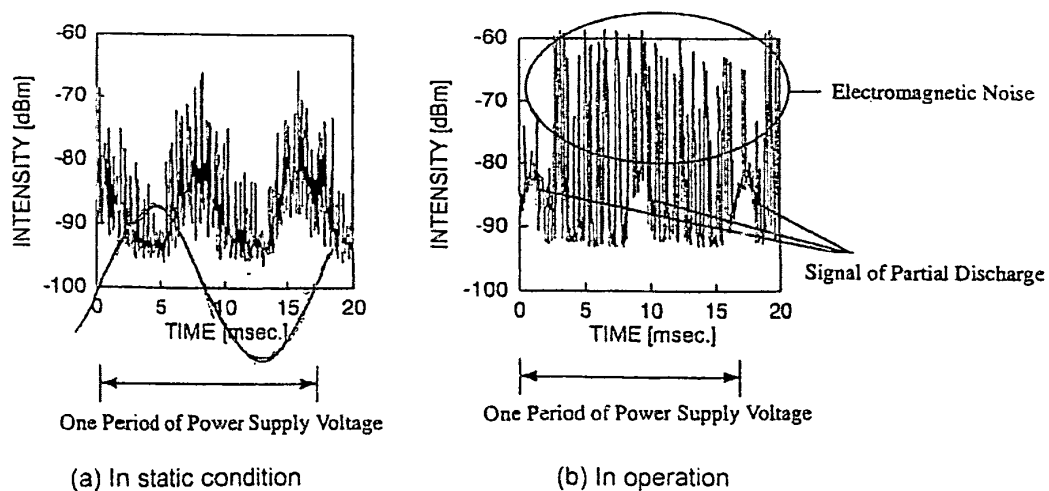 -60
-70
-80
-90
-100
INTENSITY [dBm]
0 5 10 15 20
TIME [msec.]
One Period of Power Supply Voltage
(a) In static condition
-60
-70
-80
-90
-100
INTENSITY [dBm]
0 5 10 15 20
TIME [msec.]
Electromagnetic Noise
Signal of Partial Discharge
One Period of Power Supply Voltage
(b) In operation